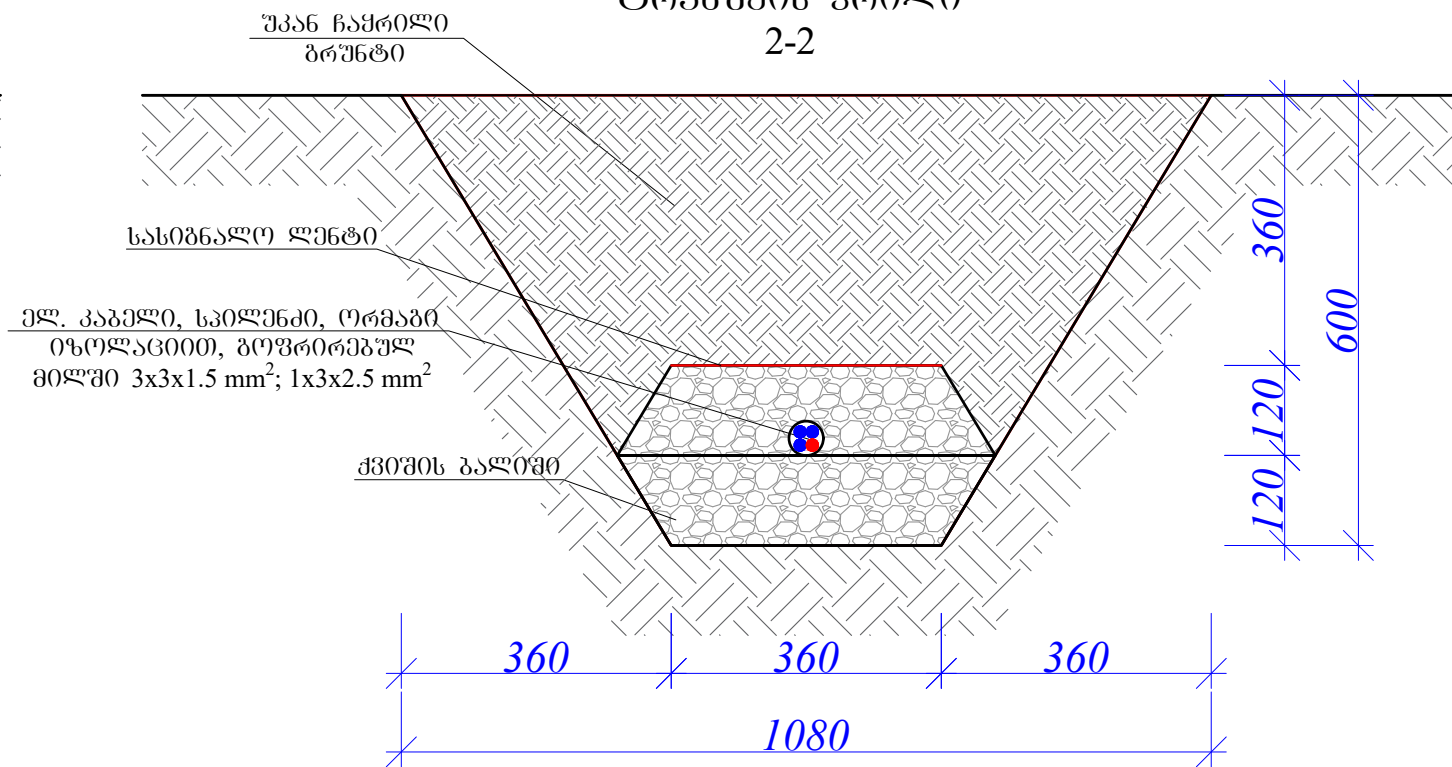 2-2
უკან ჩაყრილი
გრუნტი
სასიგნალო ლენტი
ელ. კაბელი, სპილენძი, ორმაგი
იზოლაციით, გოფრირებულ
მილში 3x3x1.5 mm²; 1x3x2.5 mm²
ქვიშის ბალიში
360
600
120
120
360
360
360
1080